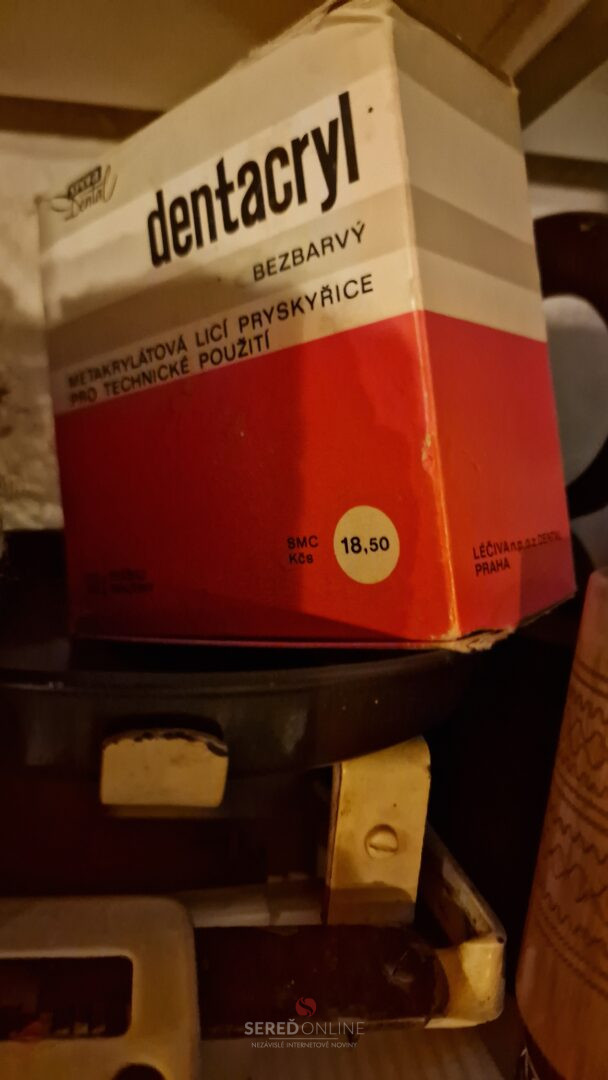 Dental
dentacryl
BEZBARVÝ
METAKRYLÁTOVÁ LICÍ PRYSKYŘICE
PRO TECHNICKÉ POUŽITÍ
SMC
Kčs
18,50
LÉČIVA n.p. o.z. DENTAL
PRAHA
SEREĎONLINE
NEZÁVISLÉ INTERNETOVÉ NOVINY